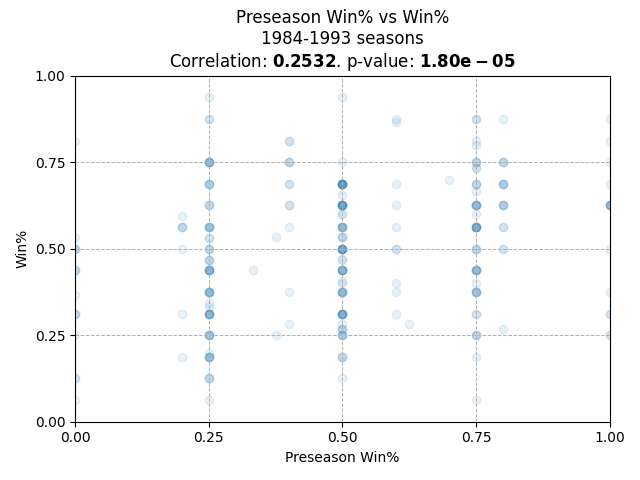 Preseason Win% vs Win%
1984-1993 seasons
Correlation: 0.2532. p-value: 1.80e − 05
1.00
0.75
0.50
0.25
0.00
Win%
0.00 0.25 0.50 0.75 1.00
Preseason Win%